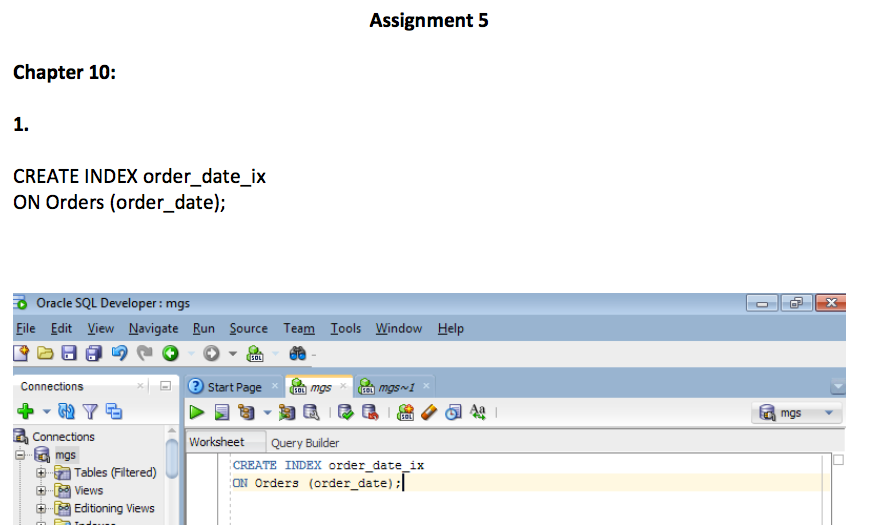 Assignment 5
Chapter 10:
1.
CREATE INDEX order_date_ix
ON Orders (order_date);
Oracle SQL Developer : mgs
File Edit View Navigate Run Source Team Tools Window Help
Connections
Start Page mgs mgs~1
mgs
Connections
Worksheet Query Builder
mgs
CREATE INDEX order_date_ix
Tables (Filtered)
ON Orders (order_date);
Views
Editioning Views
Indexes